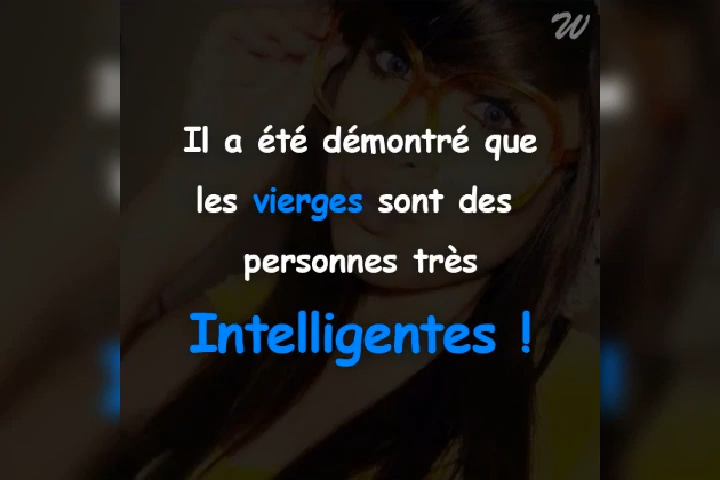 W
Il a été démontré que
les vierges sont des
personnes très
Intelligentes !